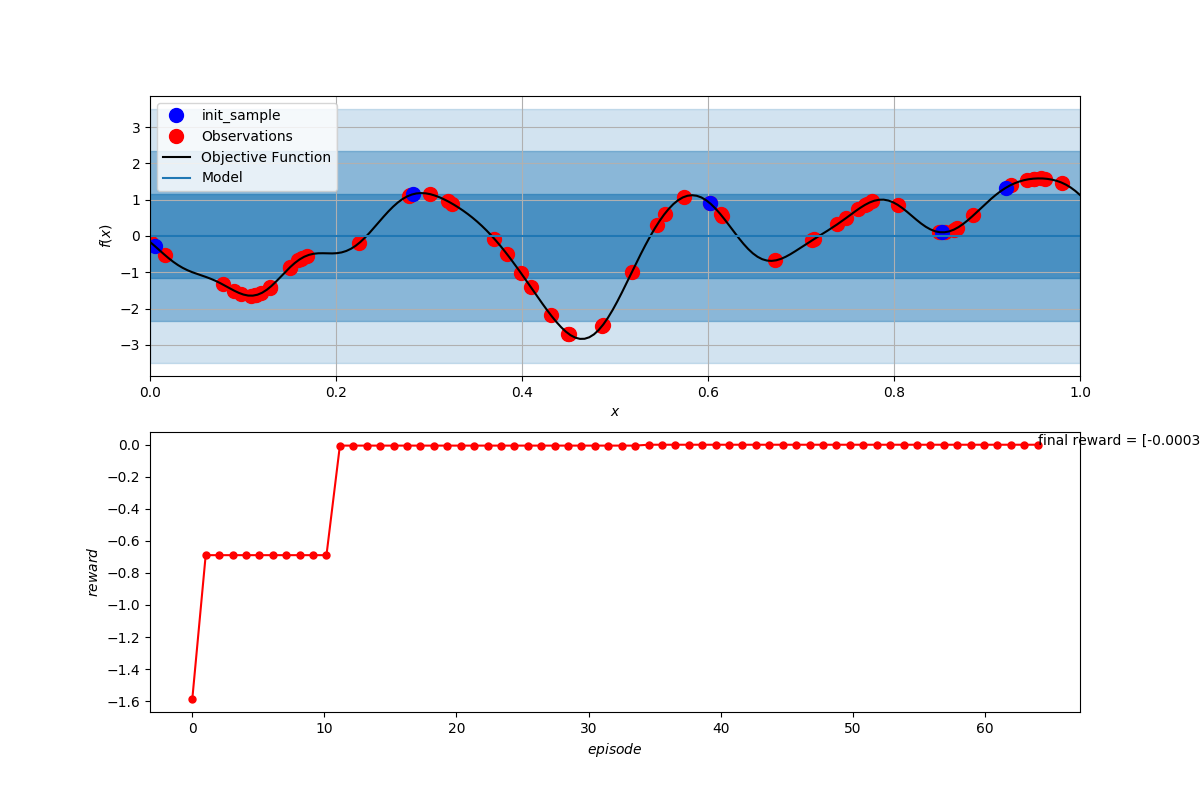 init_sample
Observations
Objective Function
Model
3
2
1
0
−1
−2
−3
f(x)
0.0 0.2 0.4 0.6 0.8 1.0
x
final reward = [-0.0003
0.0
−0.2
−0.4
−0.6
−0.8
−1.0
−1.2
−1.4
−1.6
reward
0 10 20 30 40 50 60
episode